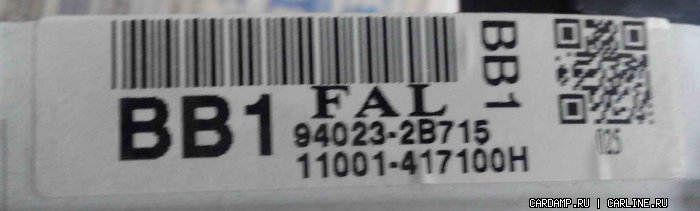 BB1
FAL
94023-2B715
11001-417100H
BB1
025
CARDAMP.RU | CARLINE.RU